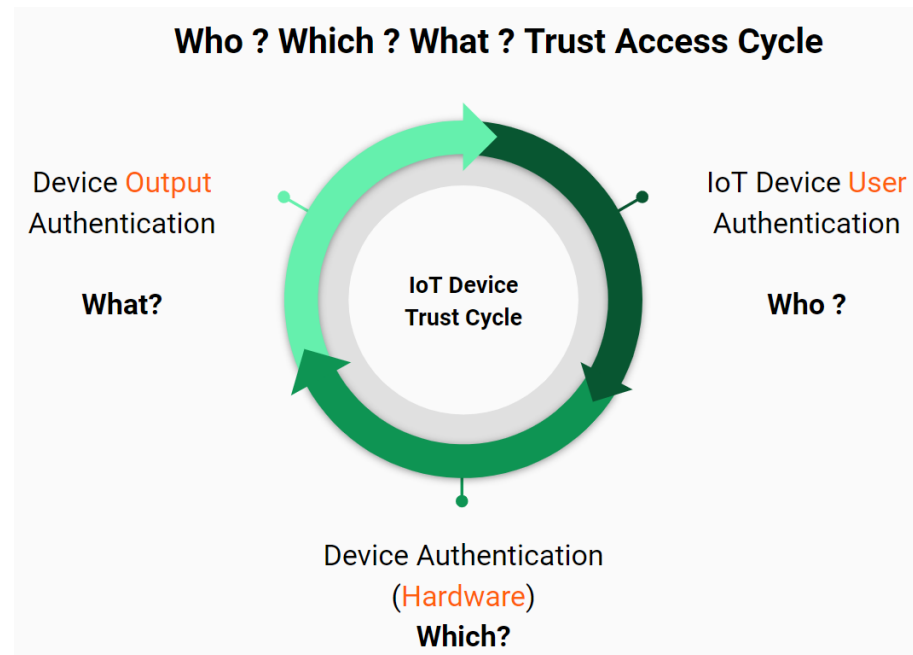 Who ? Which ? What ? Trust Access Cycle
Device Output
Authentication
What?
IoT Device
Trust Cycle
IoT Device User
Authentication
Who ?
Device Authentication
(Hardware)
Which?